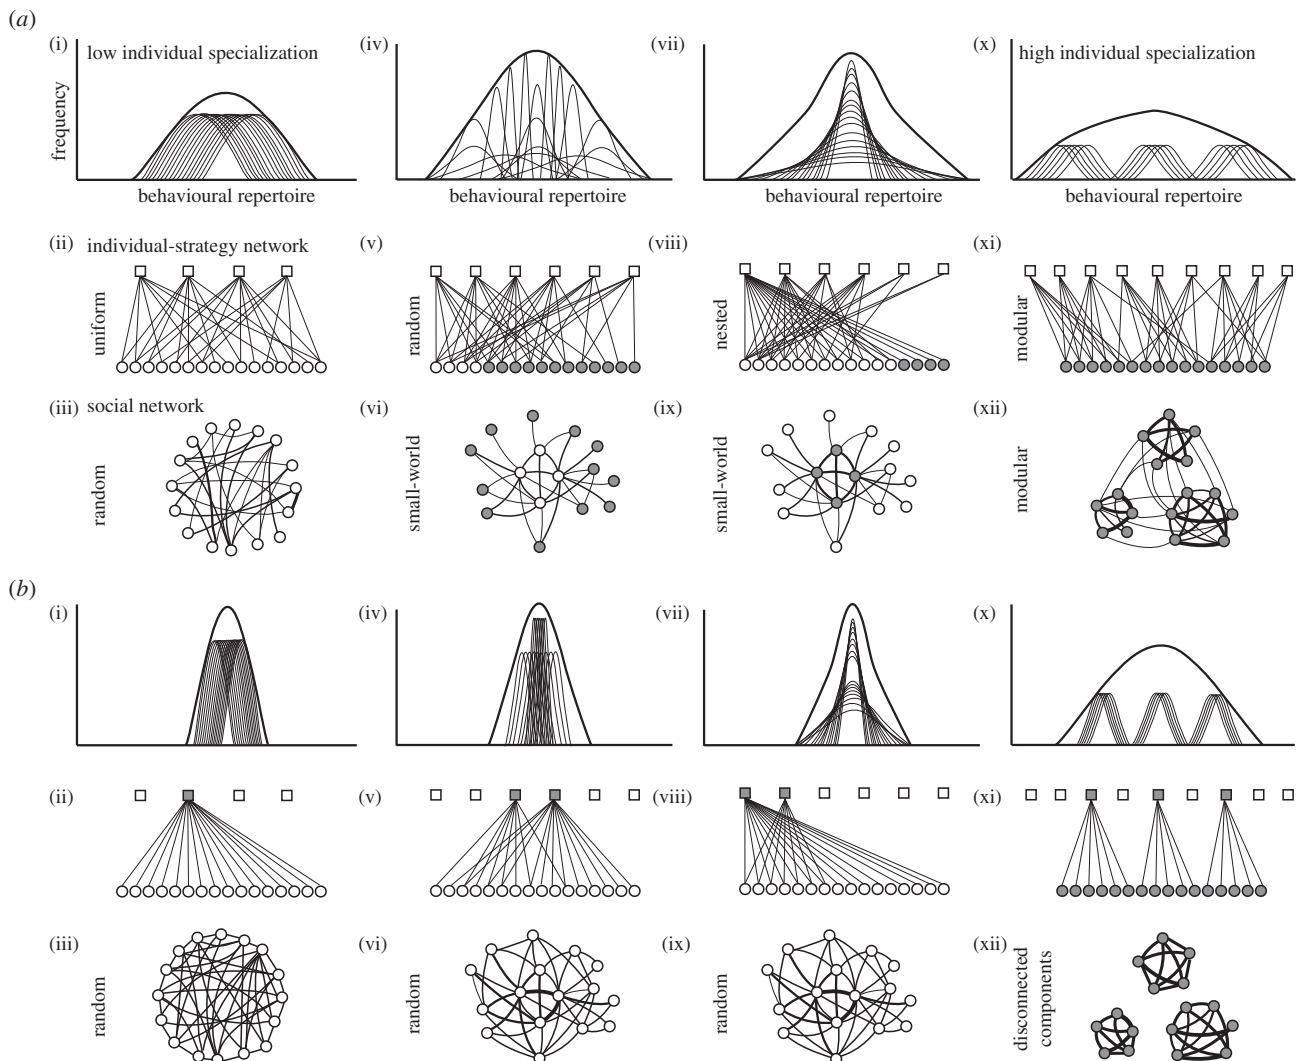 (a)
(i) low individual specialization
(iv)
(vii)
(x) high individual specialization
frequency
behavioural repertoire
behavioural repertoire
behavioural repertoire
behavioural repertoire
(ii) individual-strategy network
(v)
(viii)
(xi)
uniform
random
nested
modular
(iii) social network
(vi)
(ix)
(xii)
random
small-world
small-world
modular
(b)
(i)
(iv)
(vii)
(x)
(ii)
(v)
(viii)
(xi)
(iii)
(vi)
(ix)
(xii)
random
random
random
disconnected
components